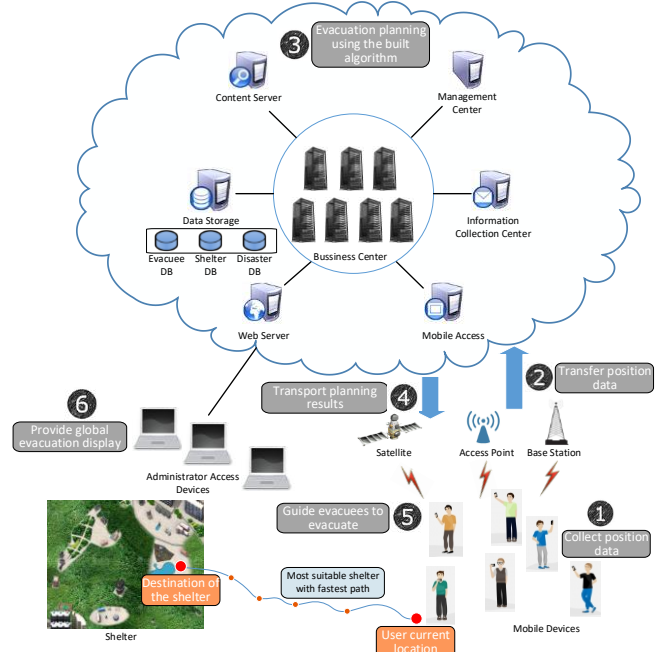 3
Evacuation planning
using the built
algorithm
Content Server
Management
Center
Data Storage
Evacuee
DB
Shelter
DB
Disaster
DB
Bussiness Center
Information
Collection Center
Web Server
Mobile Access
6
Provide global
evacuation display
Transport planning
results
4
2
Transfer position
data
Satellite
Access Point
Base Station
Administrator Access
Devices
Guide evacuees to
evacuate
5
1
Collect position
data
Destination of
the shelter
Most suitable shelter
with fastest path
User current
location
Shelter
Mobile Devices